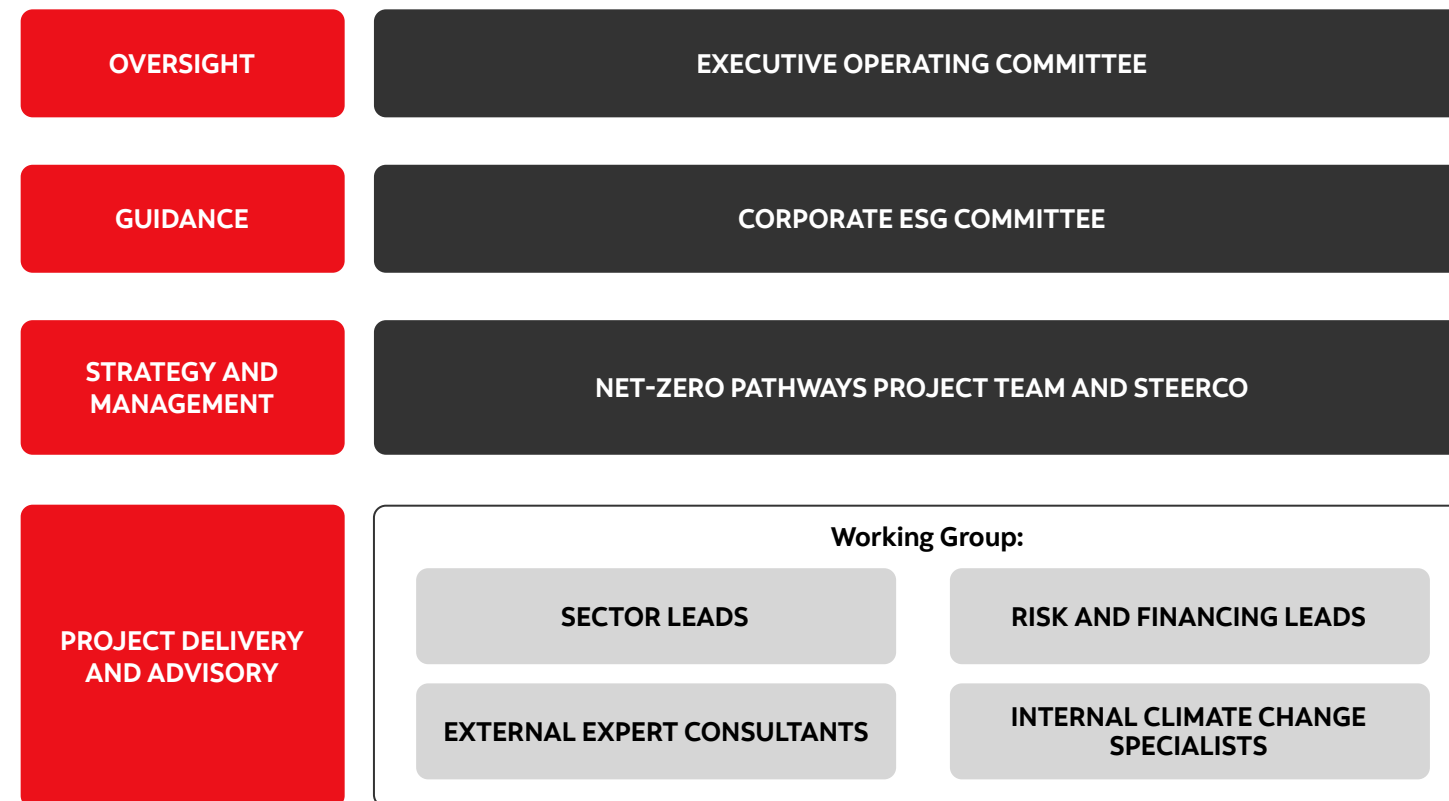 OVERSIGHT
EXECUTIVE OPERATING COMMITTEE
GUIDANCE
CORPORATE ESG COMMITTEE
STRATEGY AND
MANAGEMENT
NET-ZERO PATHWAYS PROJECT TEAM AND STEERCO
PROJECT DELIVERY
AND ADVISORY
Working Group:
SECTOR LEADS
RISK AND FINANCING LEADS
EXTERNAL EXPERT CONSULTANTS
INTERNAL CLIMATE CHANGE
SPECIALISTS